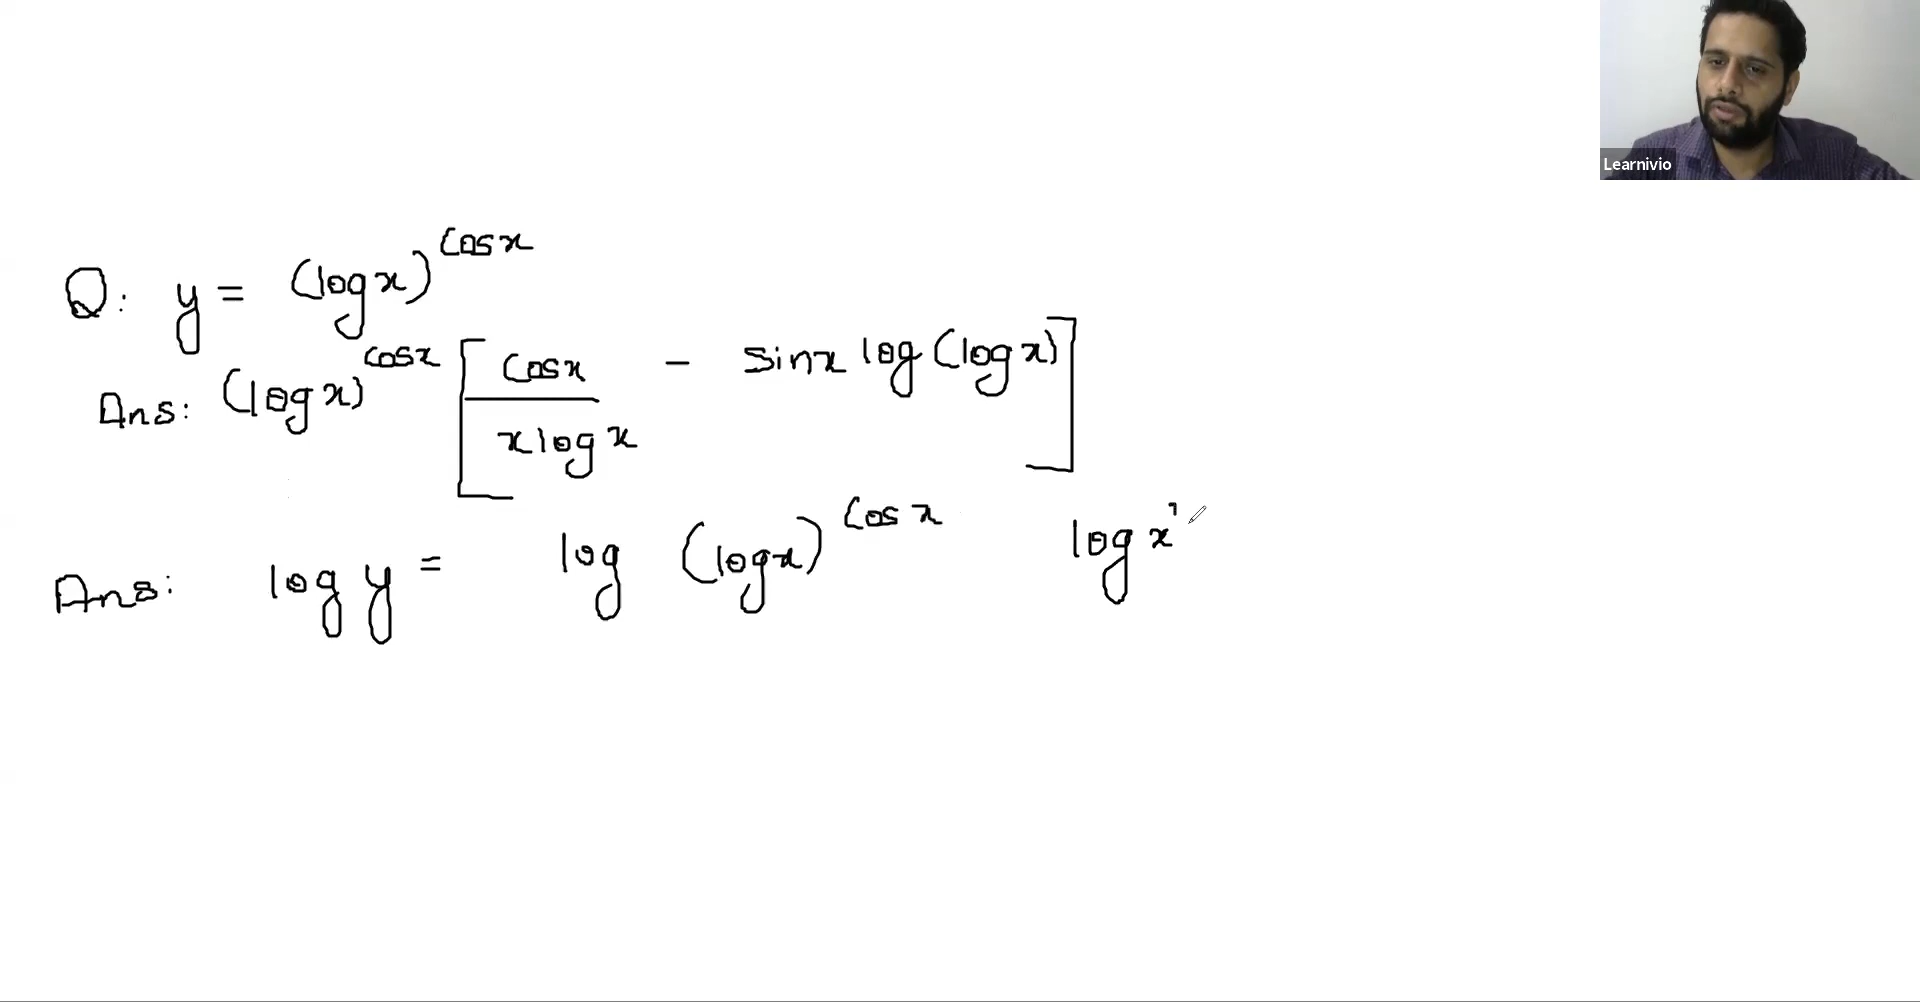 Learnivio
Q: y = (log x)^cos x
Ans: (log x)^cos x [cos x / x log x - sin x log (log x)]
Ans: log y = log (log x)^cos x log x